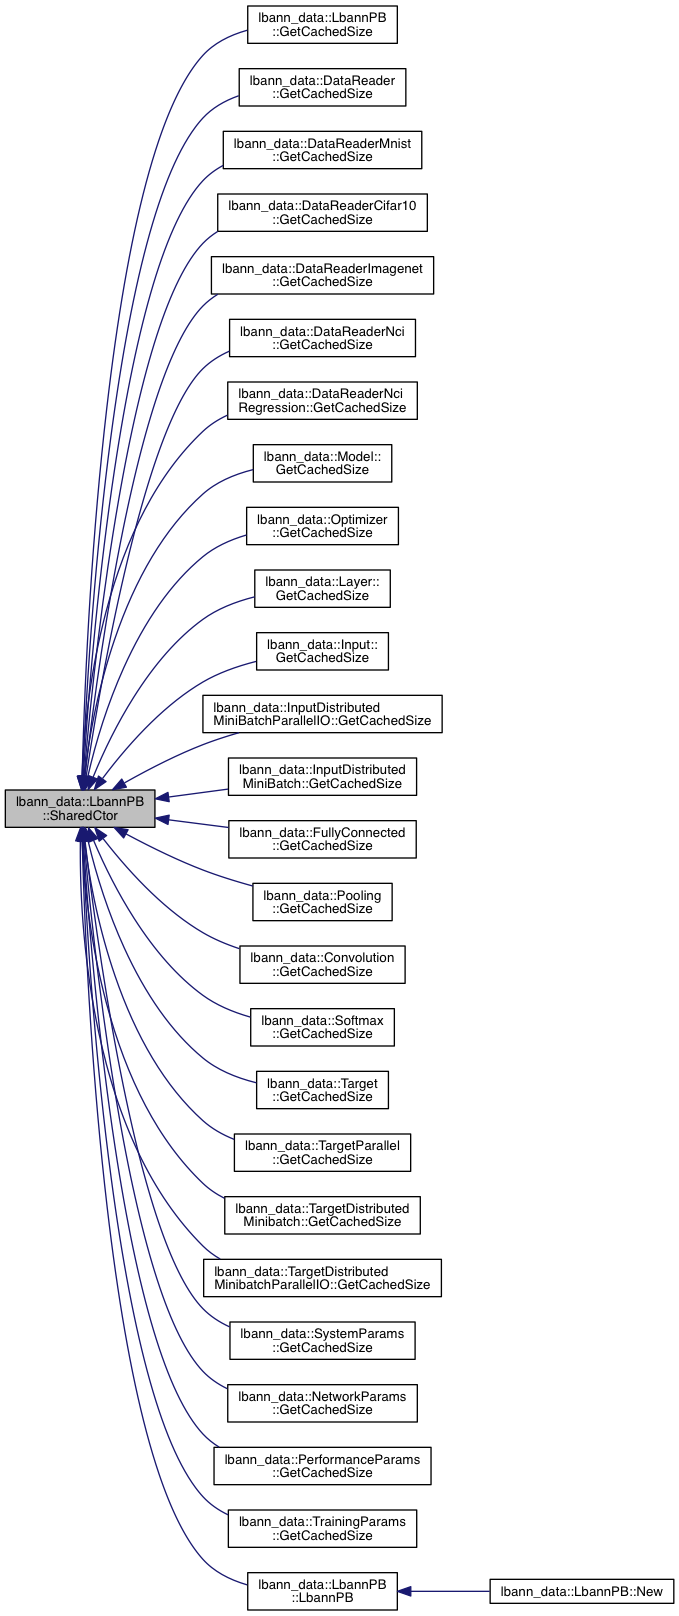 lbann_data::LbannPB
::GetCachedSize
lbann_data::DataReader
::GetCachedSize
lbann_data::DataReaderMnist
::GetCachedSize
lbann_data::DataReaderCifar10
::GetCachedSize
lbann_data::DataReaderImagenet
::GetCachedSize
lbann_data::DataReaderNci
::GetCachedSize
lbann_data::DataReaderNci
Regression::GetCachedSize
lbann_data::Model::
GetCachedSize
lbann_data::Optimizer
::GetCachedSize
lbann_data::Layer::
GetCachedSize
lbann_data::Input::
GetCachedSize
lbann_data::InputDistributed
MiniBatchParallelIO::GetCachedSize
lbann_data::InputDistributed
MiniBatch::GetCachedSize
lbann_data::LbannPB
::SharedCtor
lbann_data::FullyConnected
::GetCachedSize
lbann_data::Pooling
::GetCachedSize
lbann_data::Convolution
::GetCachedSize
lbann_data::Softmax
::GetCachedSize
lbann_data::Target
::GetCachedSize
lbann_data::TargetParallel
::GetCachedSize
lbann_data::TargetDistributed
Minibatch::GetCachedSize
lbann_data::TargetDistributed
MinibatchParallelIO::GetCachedSize
lbann_data::SystemParams
::GetCachedSize
lbann_data::NetworkParams
::GetCachedSize
lbann_data::PerformanceParams
::GetCachedSize
lbann_data::TrainingParams
::GetCachedSize
lbann_data::LbannPB
::LbannPB
lbann_data::LbannPB::New